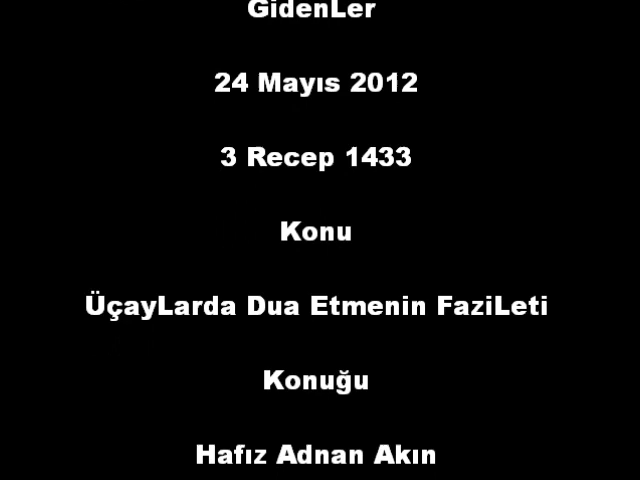 GidenLer
24 Mayıs 2012
3 Recep 1433
Konu
ÜçayLarda Dua Etmenin FaziLeti
Konuğu
Hafız Adnan Akın